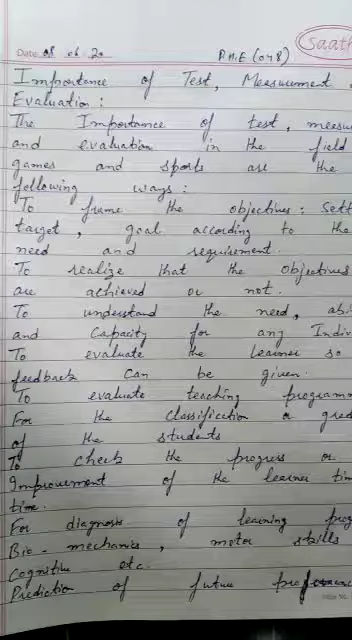 Date 08 06 20 P.H.E (048) Saath
Importance of Test, Measurement
Evaluation:
The Importance of test, measu
and evaluation in the field
games and sports are the
following ways:
To frame the objectives: Sett
target, goal according to the
need and requirement.
To realize that the objectives
are achieved or not.
To understand the need, abi
and Capacity for any Indiv
To evaluate the learner so
feedback can be given.
To evaluate teaching programm
For the Classification or grad
of the students
To check the progress or
Improvement of the learner tim
time.
For diagnosis of learning prog
Bio-mechanics, motor skills
Cognitive etc.
Prediction of future